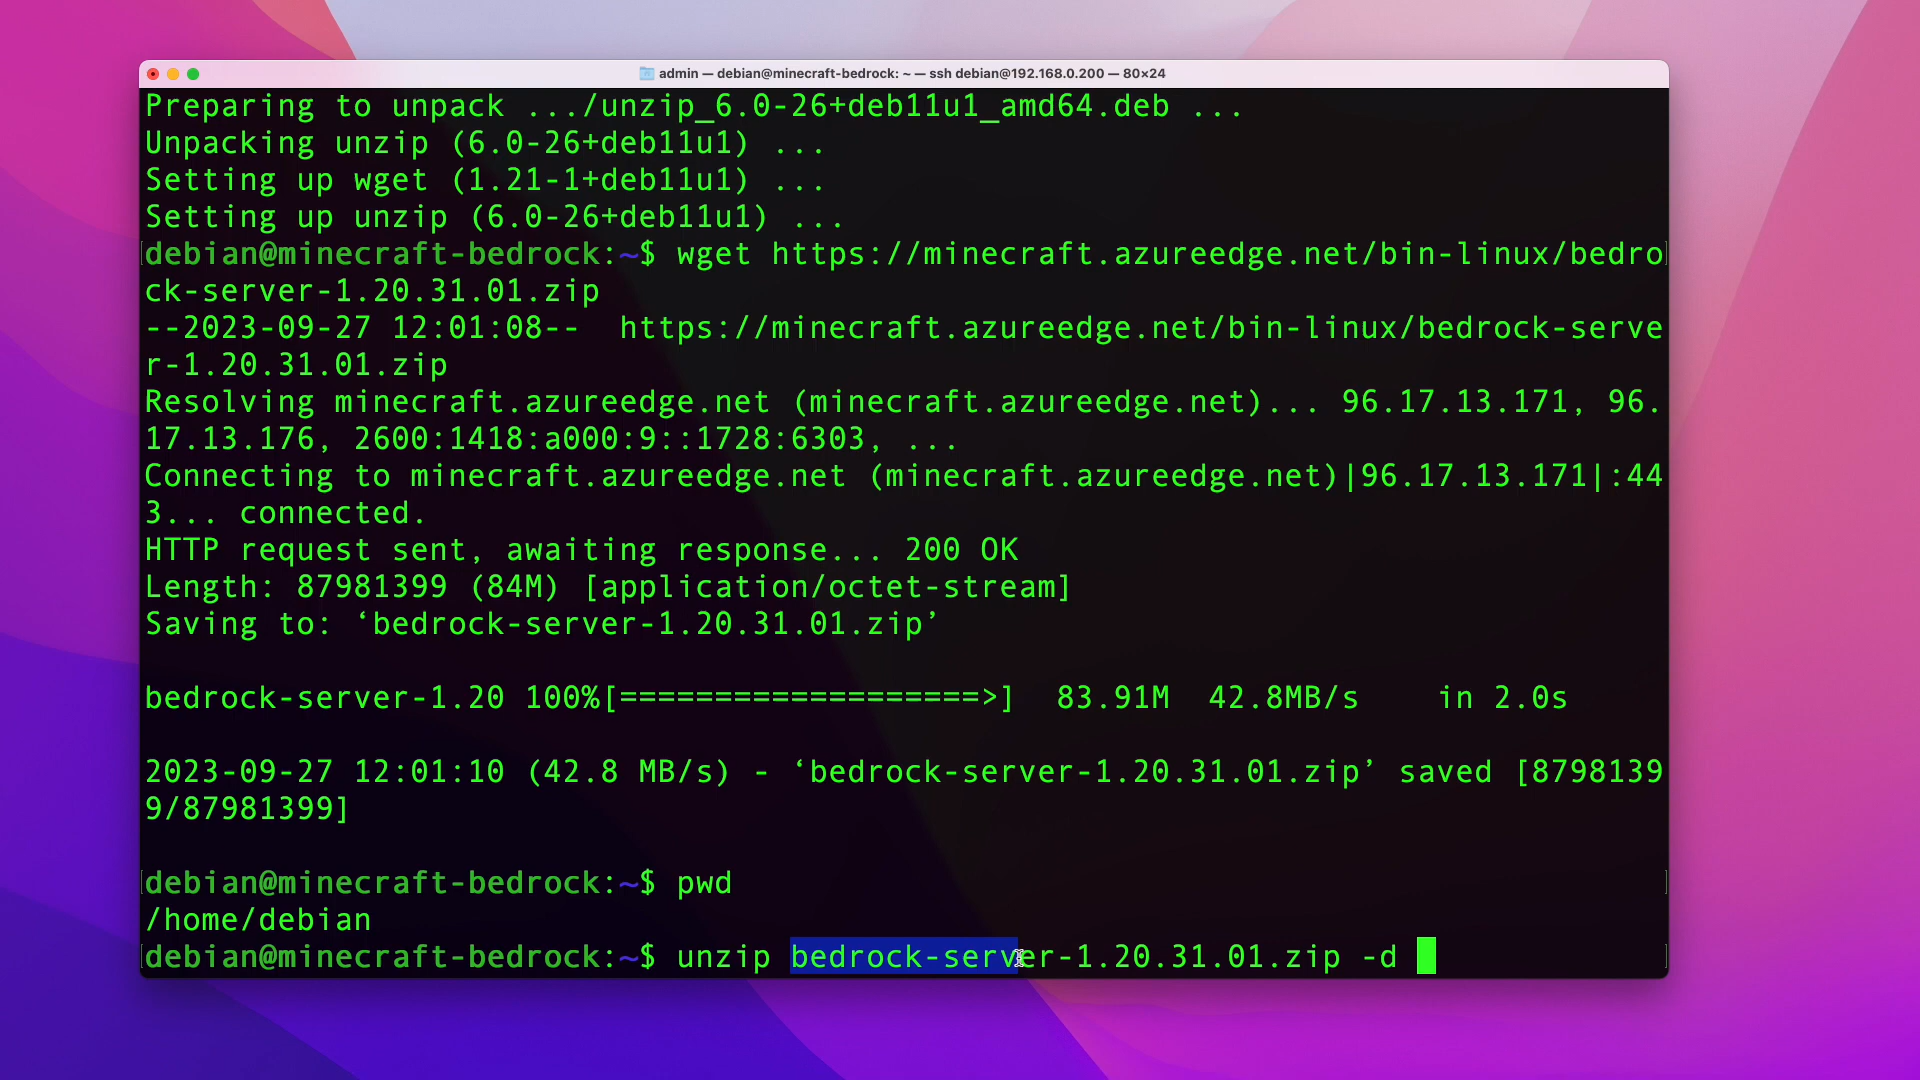 admin — debian@minecraft-bedrock: ~ — ssh debian@192.168.0.200 — 80×24
Preparing to unpack .../unzip_6.0-26+deb11u1_amd64.deb ...
Unpacking unzip (6.0-26+deb11u1) ...
Setting up wget (1.21-1+deb11u1) ...
Setting up unzip (6.0-26+deb11u1) ...
debian@minecraft-bedrock:~$ wget https://minecraft.azureedge.net/bin-linux/bedro
ck-server-1.20.31.01.zip
--2023-09-27 12:01:08--  https://minecraft.azureedge.net/bin-linux/bedrock-serve
r-1.20.31.01.zip
Resolving minecraft.azureedge.net (minecraft.azureedge.net)... 96.17.13.171, 96.
17.13.176, 2600:1418:a000:9::1728:6303, ...
Connecting to minecraft.azureedge.net (minecraft.azureedge.net)|96.17.13.171|:44
3... connected.
HTTP request sent, awaiting response... 200 OK
Length: 87981399 (84M) [application/octet-stream]
Saving to: ‘bedrock-server-1.20.31.01.zip’
bedrock-server-1.20 100%[===================>]  83.91M  42.8MB/s    in 2.0s
2023-09-27 12:01:10 (42.8 MB/s) - ‘bedrock-server-1.20.31.01.zip’ saved [8798139
9/87981399]
debian@minecraft-bedrock:~$ pwd
/home/debian
debian@minecraft-bedrock:~$ unzip bedrock-server-1.20.31.01.zip -d